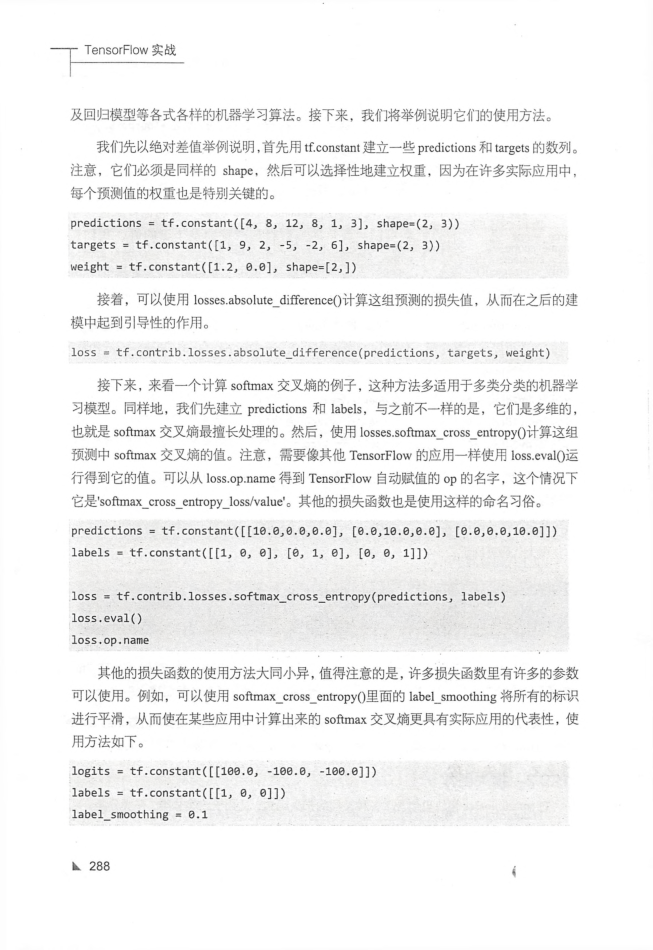 TensorFlow 实战
及回归模型等各式各样的机器学习算法。接下来，我们将举例说明它们的使用方法。
我们先以绝对差值举例说明，首先用 tf.constant 建立一些 predictions 和 targets 的数列。
注意，它们必须是同样的 shape，然后可以选择性地建立权重，因为在许多实际应用中，
每个预测值的权重也是特别关键的。
predictions = tf.constant([4, 8, 12, 8, 1, 3], shape=(2, 3))
targets = tf.constant([1, 9, 2, -5, -2, 6], shape=(2, 3))
weight = tf.constant([1.2, 0.0], shape=[2,])
接着，可以使用 losses.absolute_difference()计算这组预测的损失值，从而在之后的建
模中起到引导性的作用。
loss = tf.contrib.losses.absolute_difference(predictions, targets, weight)
接下来，来看一个计算 softmax 交叉熵的例子，这种方法多适用于多类分类的机器学
习模型。同样地，我们先建立 predictions 和 labels，与之前不一样的是，它们是多维的，
也就是 softmax 交叉熵最擅长处理的。然后，使用 losses.softmax_cross_entropy()计算这组
预测中 softmax 交叉熵的值。注意，需要像其他 TensorFlow 的应用一样使用 loss.eval()运
行得到它的值。可以从 loss.op.name 得到 TensorFlow 自动赋值的 op 的名字，这个情况下
它是'softmax_cross_entropy_loss/value'。其他的损失函数也是使用这样的命名习俗。
predictions = tf.constant([[10.0,0.0,0.0], [0.0,10.0,0.0], [0.0,0.0,10.0]])
labels = tf.constant([[1, 0, 0], [0, 1, 0], [0, 0, 1]])
loss = tf.contrib.losses.softmax_cross_entropy(predictions, labels)
loss.eval()
loss.op.name
其他的损失函数的使用方法大同小异，值得注意的是，许多损失函数里有许多的参数
可以使用。例如，可以使用 softmax_cross_entropy()里面的 label_smoothing 将所有的标识
进行平滑，从而使在某些应用中计算出来的 softmax 交叉熵更具有实际应用的代表性，使
用方法如下。
logits = tf.constant([[100.0, -100.0, -100.0]])
labels = tf.constant([[1, 0, 0]])
label_smoothing = 0.1
288